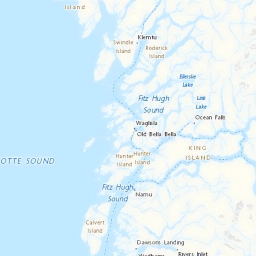 Island
Klemtu
Swindle
Island
Roderick
Island
Ellerslie
Lake
Link
Lake
Fitz Hugh
Sound
Ocean Falls
Waglisla
Old Bella Bella
KING
ISLAND
Hunter
Island
Hunter
Island
OTTE SOUND
Fitz Hugh
Sound
Namu
Calvert
Island
Dawsons Landing
Rivers Inlet